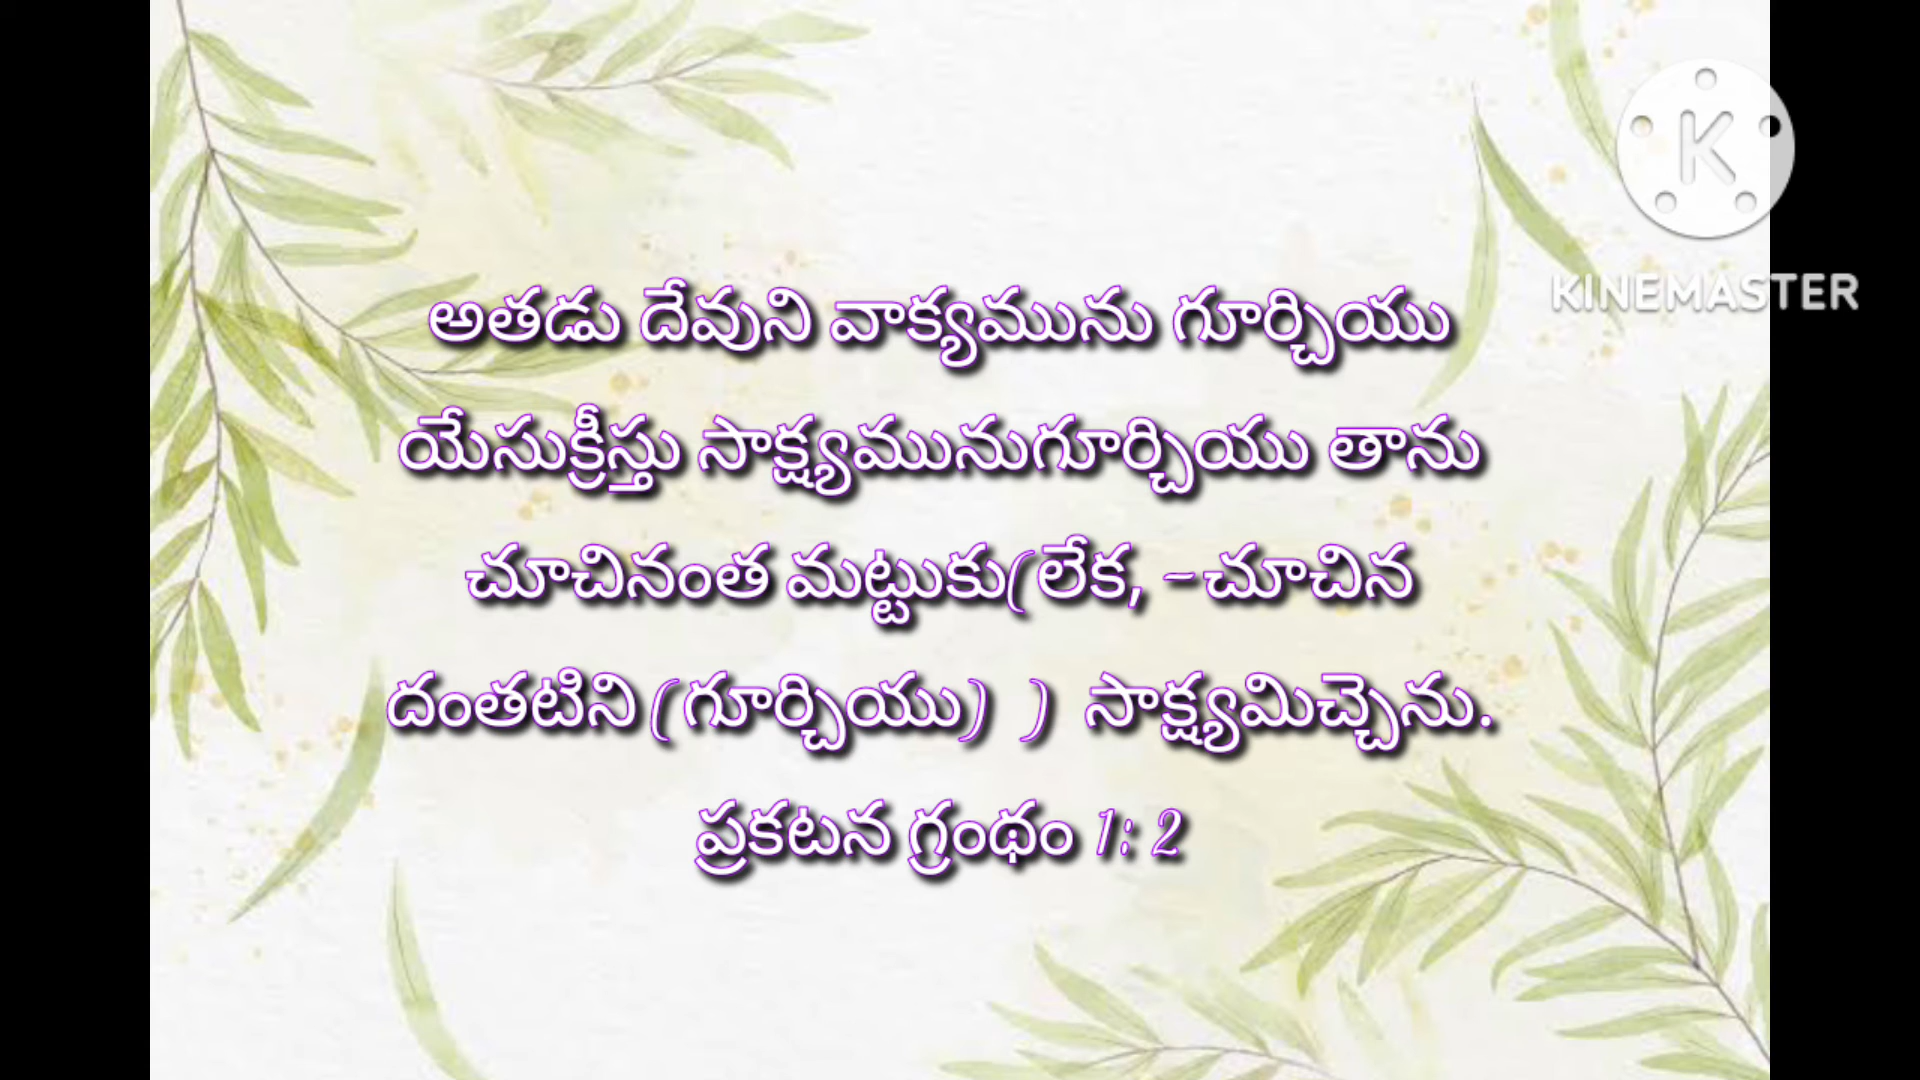 K
KINEMASTER
అతడు దేవుని వాక్యమును గూర్చియు
యేసుక్రీస్తు సాక్ష్యమునుగూర్చియు తాను
చూచినంత మట్టుకు(లేక, -చూచిన
దంతటిని(గూర్చియు) ) సాక్ష్యమిచ్చెను.
ప్రకటన గ్రంథం 1: 2